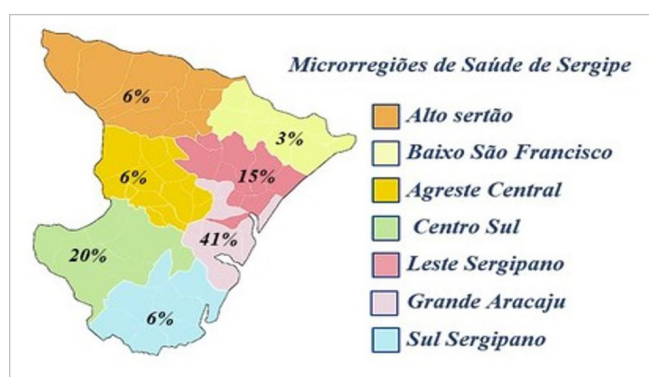 Microrregiões de Saúde de Sergipe
6%
3%
6%
15%
41%
20%
6%
Alto sertão
Baixo São Francisco
Agreste Central
Centro Sul
Leste Sergipano
Grande Aracaju
Sul Sergipano